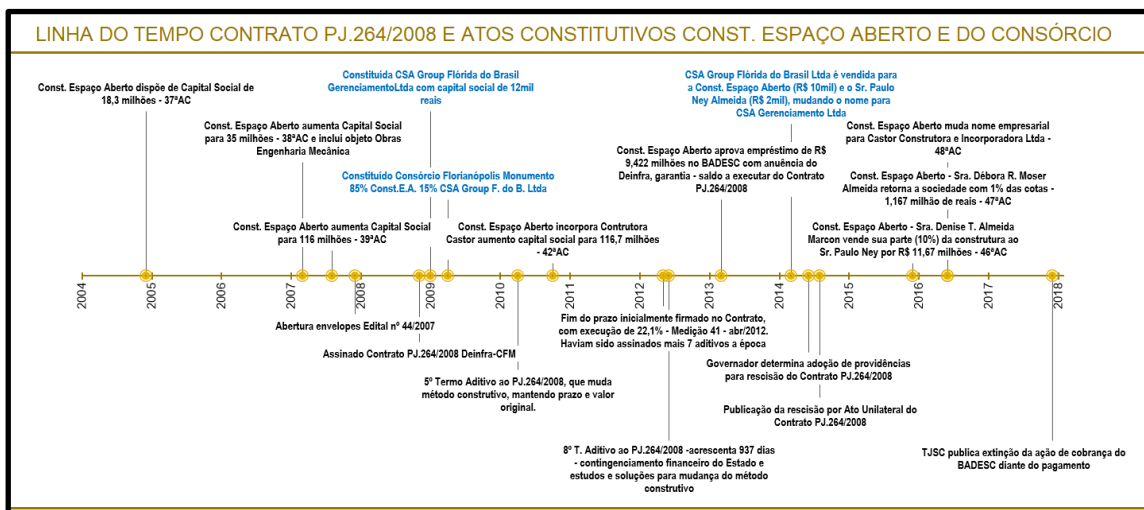 LINHA DO TEMPO CONTRATO PJ.264/2008 E ATOS CONSTITUTIVOS CONST. ESPAÇO ABERTO E DO CONSÓRCIO
Const. Espaço Aberto dispõe de Capital Social de
18,3 milhões - 37ªAC
Const. Espaço Aberto aumenta Capital Social
para 35 milhões - 38ªAC e inclui objeto Obras
Engenharia Mecânica
Const. Espaço Aberto aumenta Capital Social
para 116 milhões - 39ªAC
Constituída CSA Group Flórida do Brasil
GerenciamentoLtda com capital social de 12mil
reais
Constituído Consórcio Florianópolis Monumento
85% Const.E.A. 15% CSA Group F. do B. Ltda
Const. Espaço Aberto incorpora Contrutora
Castor aumento capital social para 116,7 milhões
- 42ªAC
Const. Espaço Aberto aprova empréstimo de R$
9,422 milhões no BADESC com anuência do
Deinfra, garantia - saldo a executar do Contrato
PJ.264/2008
CSA Group Flórida do Brasil Ltda é vendida para
a Const. Espaço Aberto (R$ 10mil) e o Sr. Paulo
Ney Almeida (R$ 2mil), mudando o nome para
CSA Gerenciamento Ltda
Const. Espaço Aberto muda nome empresarial
para Castor Construtora e Incorporadora Ltda -
48ªAC
Const. Espaço Aberto - Sra. Débora R. Moser
Almeida retorna a sociedade com 1% das cotas -
1,167 milhão de reais - 47ªAC
Const. Espaço Aberto - Sra. Denise T. Almeida
Marcon vende sua parte (10%) da construtura ao
Sr. Paulo Ney por R$ 11,67 milhões - 46ªAC
2004
2005
2006
2007
2008
2009
2010
2011
2012
2013
2014
2015
2016
2017
2018
Abertura envelopes Edital nº 44/2007
Assinado Contrato PJ.264/2008 Deinfra-CFM
5º Termo Aditivo ao PJ.264/2008, que muda
método construtivo, mantendo prazo e valor
original.
Fim do prazo inicialmente firmado no Contrato,
com execução de 22,1% - Medição 41 - abr/2012.
Haviam sido assinados mais 7 aditivos a época
8º T. Aditivo ao PJ.264/2008 -acrescenta 937 dias
- contingenciamento financeiro do Estado e
estudos e soluções para mudança do método
construtivo
Governador determina adoção de providências
para rescisão do Contrato PJ.264/2008
Publicação da rescisão por Ato Unilateral do
Contrato PJ.264/2008
TJSC publica extinção da ação de cobrança do
BADESC diante do pagamento